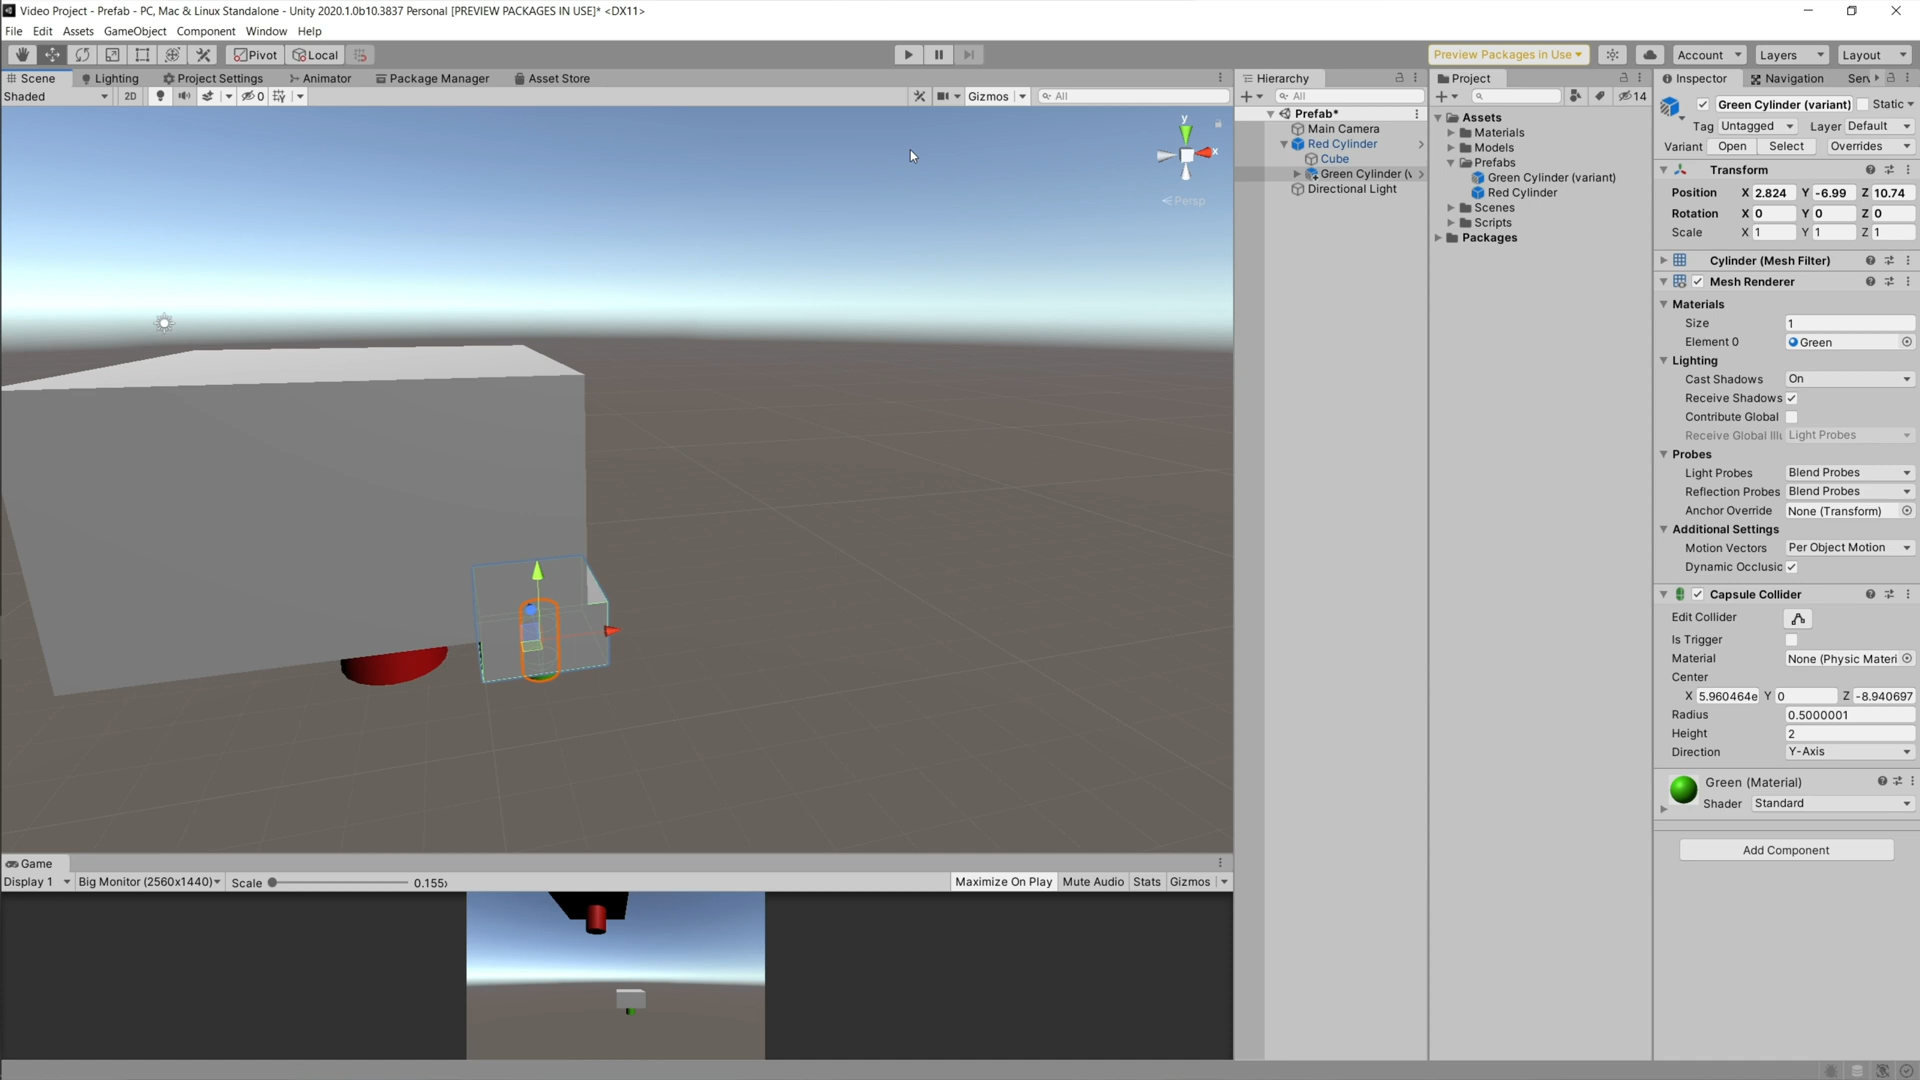 Video Project - Prefab - PC, Mac & Linux Standalone - Unity 2020.1.0b10.3837 Personal [PREVIEW PACKAGES IN USE]* <DX11>
File Edit Assets GameObject Component Window Help
Pivot Local Preview Packages in Use Account Layers Layout
Scene Lighting Project Settings Animator Package Manager Asset Store
Shaded 2D 0 Gizmos All
y
x
Persp
Hierarchy
All
Prefab*
Main Camera
Red Cylinder
Cube
Green Cylinder (v
Directional Light
Project
14
Assets
Materials
Models
Prefabs
Green Cylinder (variant)
Red Cylinder
Scenes
Scripts
Packages
Inspector Navigation Serv
Green Cylinder (variant) Static
Tag Untagged Layer Default
Variant Open Select Overrides
Transform
Position X 2.824 Y -6.99 Z 10.74
Rotation X 0 Y 0 Z 0
Scale X 1 Y 1 Z 1
Cylinder (Mesh Filter)
Mesh Renderer
Materials
Size 1
Element 0 Green
Lighting
Cast Shadows On
Receive Shadows
Contribute Global
Receive Global Illu Light Probes
Probes
Light Probes Blend Probes
Reflection Probes Blend Probes
Anchor Override None (Transform)
Additional Settings
Motion Vectors Per Object Motion
Dynamic Occlusic
Capsule Collider
Edit Collider
Is Trigger
Material None (Physic Materi
Center
X 5.960464e Y 0 Z -8.940697
Radius 0.5000001
Height 2
Direction Y-Axis
Green (Material)
Shader Standard
Add Component
Game
Display 1 Big Monitor (2560x1440) Scale 0.155x Maximize On Play Mute Audio Stats Gizmos